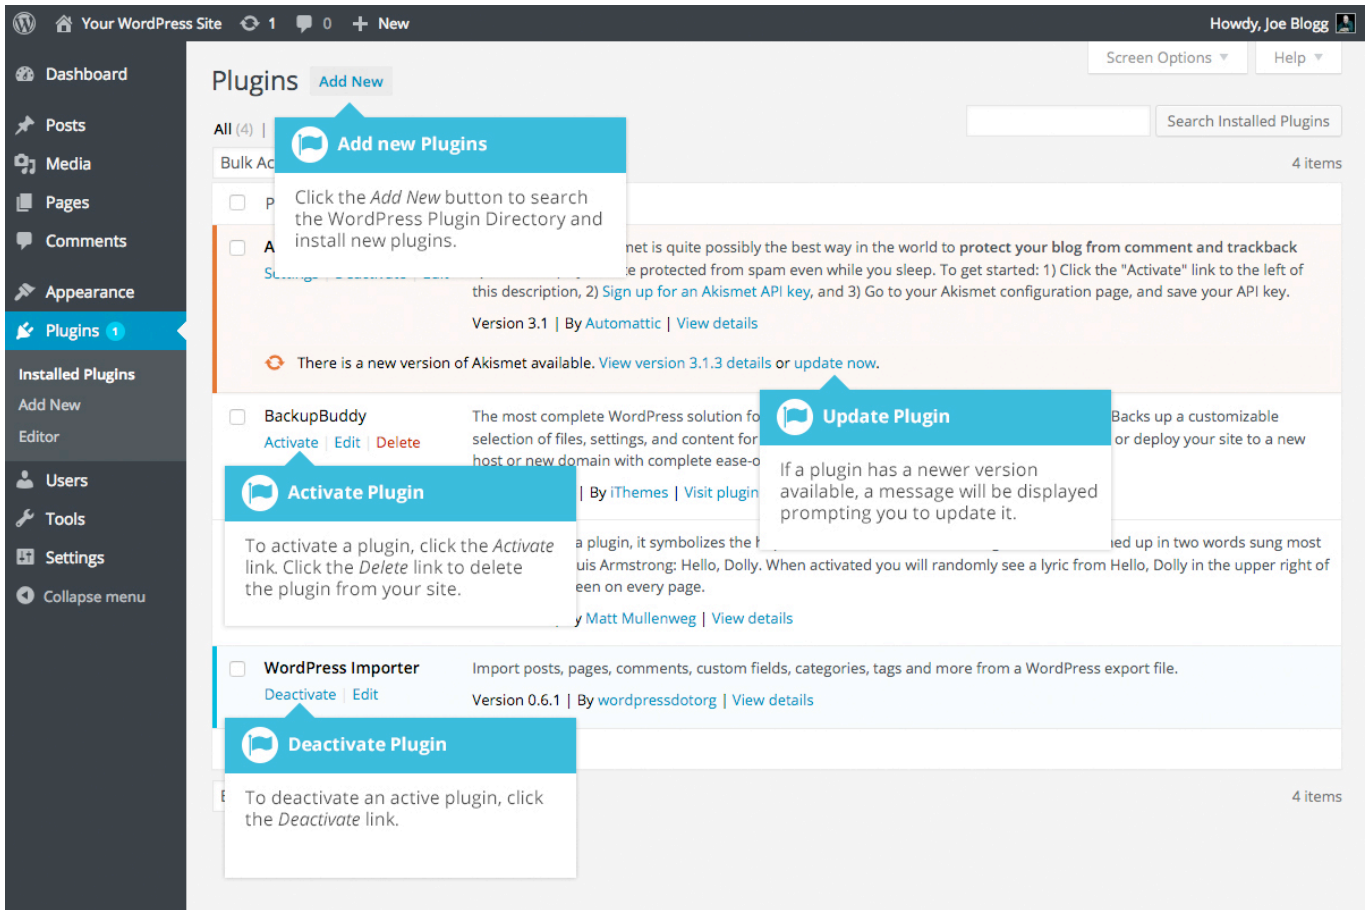 Your WordPress Site 1 0 New Howdy, Joe Blogg
Screen Options Help
Dashboard
Posts
Media
Pages
Comments
Appearance
Plugins 1
Installed Plugins
Add New
Editor
Users
Tools
Settings
Collapse menu
Plugins Add New
All (4) |
Search Installed Plugins
Bulk Ac
4 items
Add new Plugins
Click the Add New button to search
the WordPress Plugin Directory and
install new plugins.
met is quite possibly the best way in the world to protect your blog from comment and trackback
protected from spam even while you sleep. To get started: 1) Click the "Activate" link to the left of
this description, 2) Sign up for an Akismet API key, and 3) Go to your Akismet configuration page, and save your API key.
Version 3.1 | By Automattic | View details
There is a new version of Akismet available. View version 3.1.3 details or update now.
BackupBuddy
Activate | Edit | Delete
The most complete WordPress solution fo Backs up a customizable
selection of files, settings, and content for or deploy your site to a new
host or new domain with complete ease-o
| By iThemes | Visit plugin
Update Plugin
If a plugin has a newer version
available, a message will be displayed
prompting you to update it.
Activate Plugin
To activate a plugin, click the Activate
link. Click the Delete link to delete
the plugin from your site.
a plugin, it symbolizes the h ed up in two words sung most
uis Armstrong: Hello, Dolly. When activated you will randomly see a lyric from Hello, Dolly in the upper right of
een on every page.
y Matt Mullenweg | View details
WordPress Importer
Deactivate | Edit
Import posts, pages, comments, custom fields, categories, tags and more from a WordPress export file.
Version 0.6.1 | By wordpressdotorg | View details
Deactivate Plugin
To deactivate an active plugin, click
the Deactivate link.
4 items